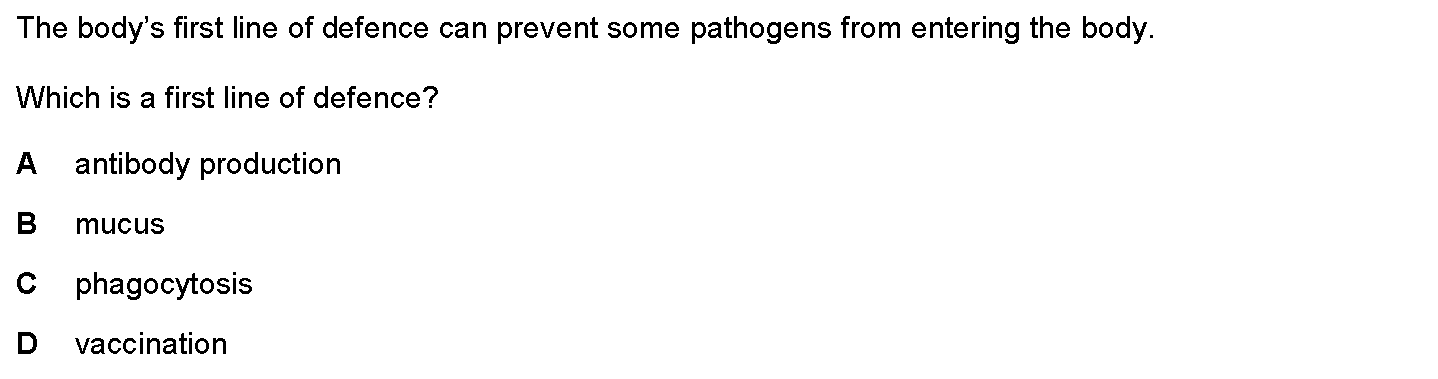 The body’s first line of defence can prevent some pathogens from entering the body.
Which is a first line of defence?
A antibody production
B mucus
C phagocytosis
D vaccination